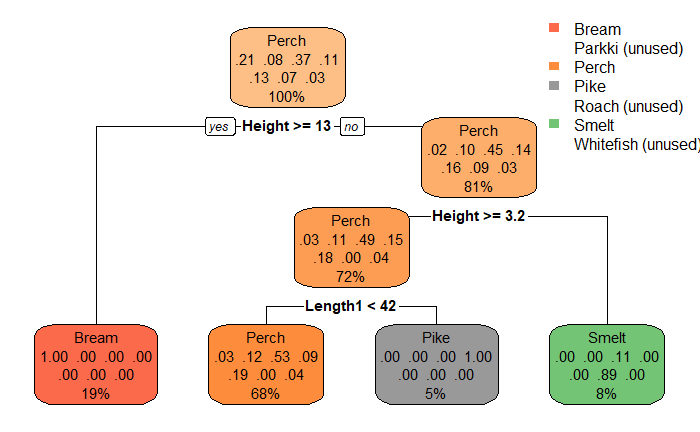 Perch
.21 .08 .37 .11
.13 .07 .03
100%
Bream
Parkki (unused)
Perch
Pike
Roach (unused)
Smelt
Whitefish (unused)
yes Height >= 13 no
Perch
.02 .10 .45 .14
.16 .09 .03
81%
Height >= 3.2
Perch
.03 .11 .49 .15
.18 .00 .04
72%
Length1 < 42
Bream
1.00 .00 .00 .00
.00 .00 .00
19%
Perch
.03 .12 .53 .09
.19 .00 .04
68%
Pike
.00 .00 .00 1.00
.00 .00 .00
5%
Smelt
.00 .00 .11 .00
.00 .89 .00
8%